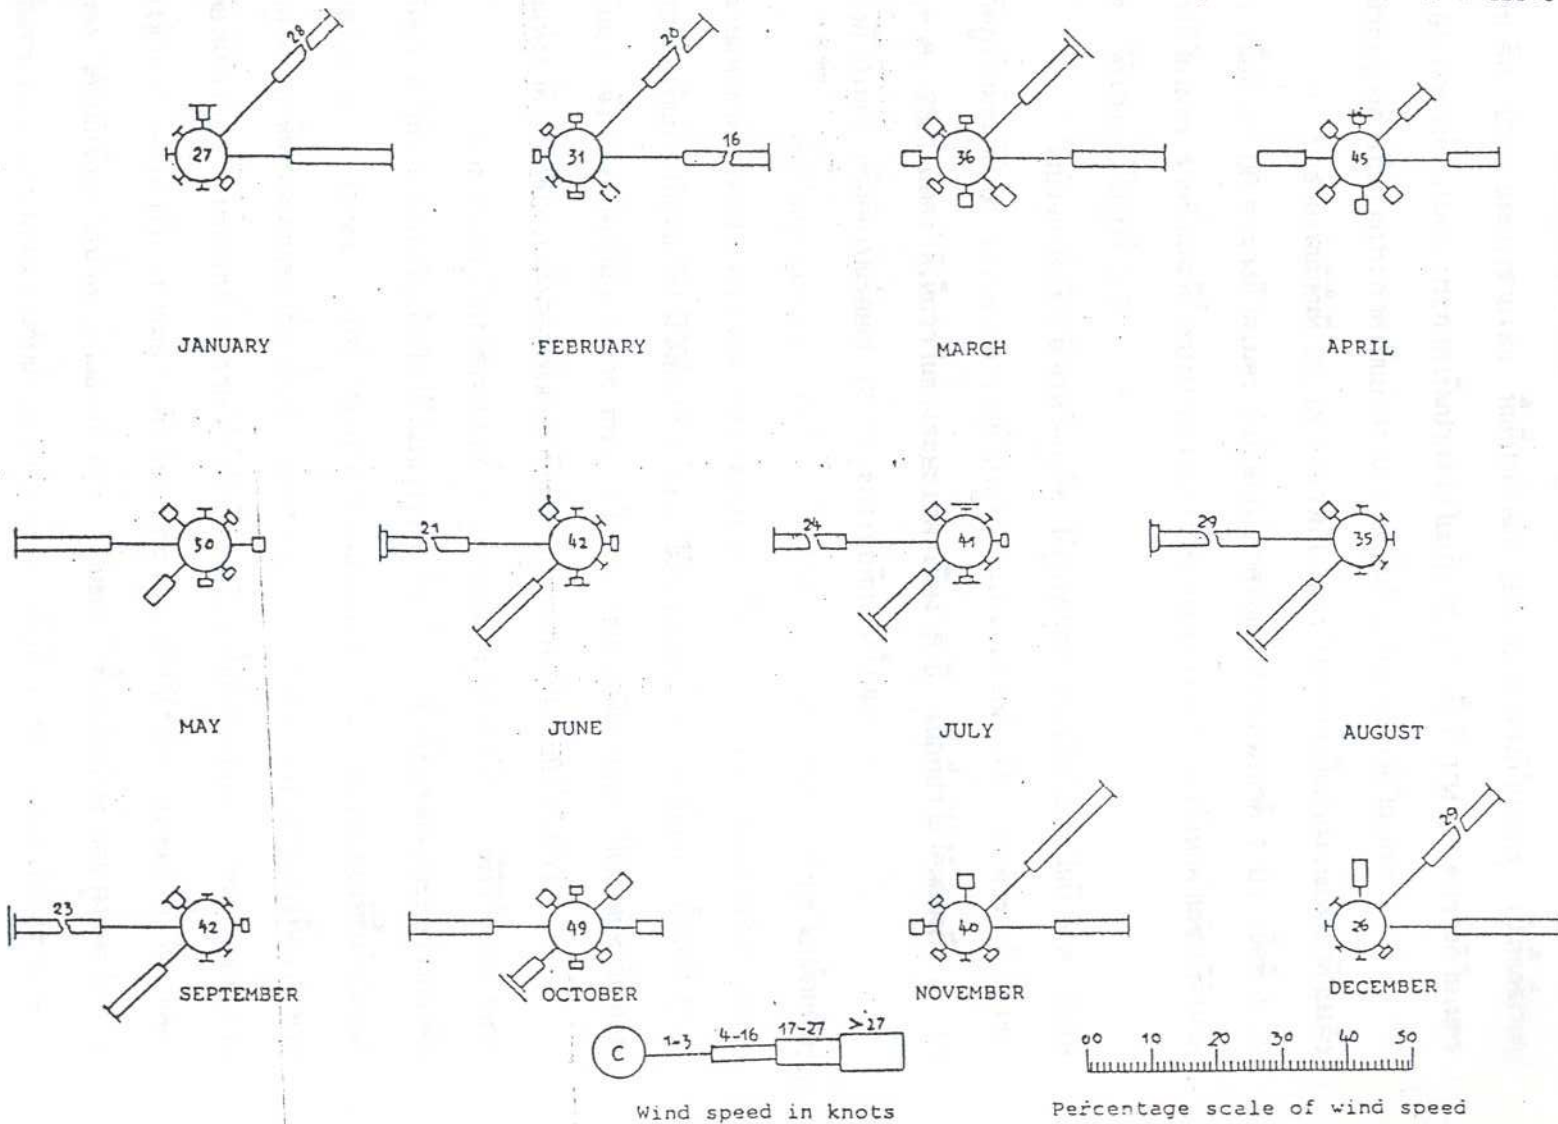 28
20
27
31
16
36
45
JANUARY
FEBRUARY
MARCH
APRIL
50
21
42
24
41
29
35
MAY
JUNE
JULY
AUGUST
23
42
49
40
29
26
SEPTEMBER
OCTOBER
NOVEMBER
DECEMBER
C 1-3 4-16 17-27 >27
00 10 20 30 40 50
Wind speed in knots
Percentage scale of wind speed